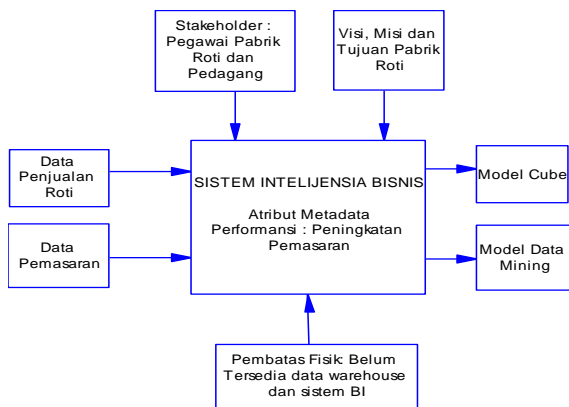 Stakeholder :
Pegawai Pabrik
Roti dan
Pedagang
Visi, Misi dan
Tujuan Pabrik
Roti
Data
Penjualan
Roti
Data
Pemasaran
SISTEM INTELIJENSIA BISNIS
Atribut Metadata
Performansi : Peningkatan
Pemasaran
Model Cube
Model Data
Mining
Pembatas Fisik: Belum
Tersedia data warehouse
dan sistem BI